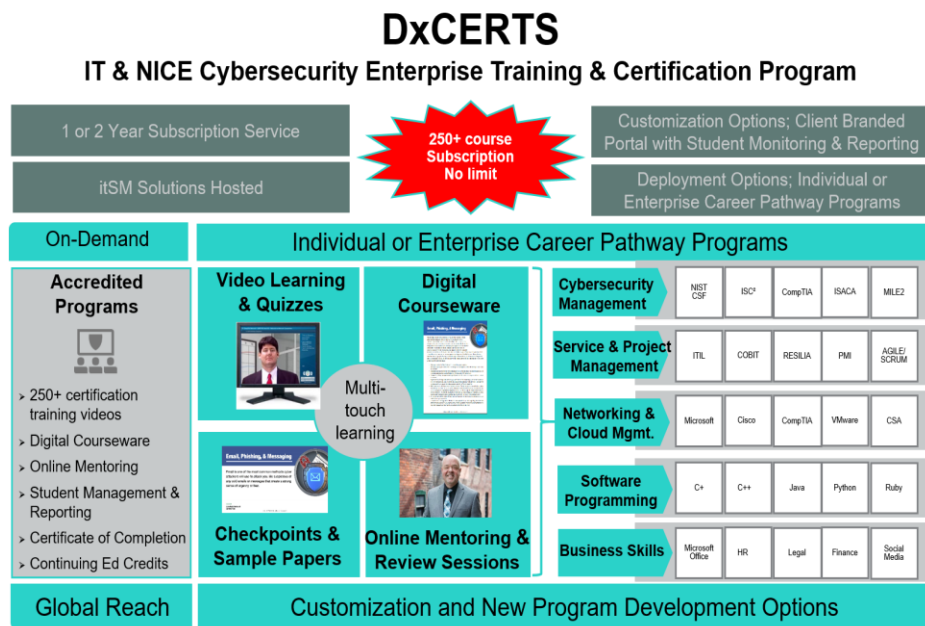 DxCERTS
IT & NICE Cybersecurity Enterprise Training & Certification Program
1 or 2 Year Subscription Service
itSM Solutions Hosted
250+ course
Subscription
No limit
Customization Options; Client Branded
Portal with Student Monitoring & Reporting
Deployment Options; Individual or
Enterprise Career Pathway Programs
On-Demand
Individual or Enterprise Career Pathway Programs
Accredited
Programs
➢ 250+ certification
training videos
➢ Digital Courseware
➢ Online Mentoring
➢ Student Management &
Reporting
➢ Certificate of Completion
➢ Continuing Ed Credits
Video Learning
& Quizzes
Digital
Courseware
Email, Phishing, & Messaging
Multi-
touch
learning
Email, Phishing, & Messaging
Checkpoints &
Sample Papers
Online Mentoring &
Review Sessions
Cybersecurity
Management
NIST
CSF
ISC²
CompTIA
ISACA
MILE2
Service & Project
Management
ITIL
COBIT
RESILIA
PMI
AGILE/
SCRUM
Networking &
Cloud Mgmt.
Microsoft
Cisco
CompTIA
VMware
CSA
Software
Programming
C+
C++
Java
Python
Ruby
Business Skills
Microsoft
Office
HR
Legal
Finance
Social
Media
Global Reach
Customization and New Program Development Options